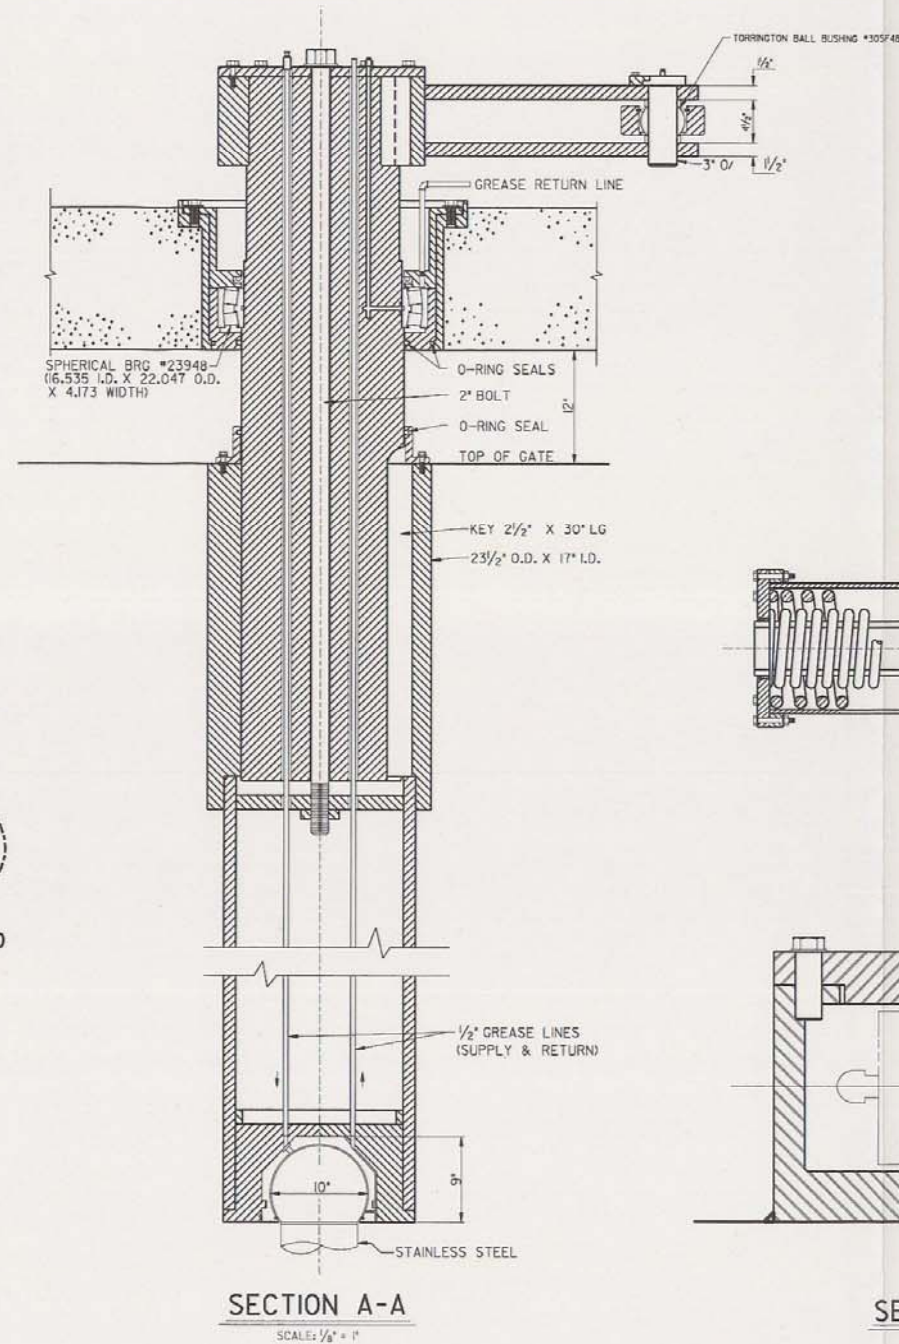 TORRINGTON BALL BUSHING #30SF48
1/2"
4 1/2"
1 1/2"
3" O/
GREASE RETURN LINE
SPHERICAL BRG #23948
(16.535 I.D. X 22.047 O.D.
X 4.173 WIDTH)
O-RING SEALS
2" BOLT
12"
O-RING SEAL
TOP OF GATE
KEY 2 1/2" X 30" LG
23 1/2" O.D. X 17" I.D.
1/2" GREASE LINES
(SUPPLY & RETURN)
10"
9"
STAINLESS STEEL
SECTION A-A
SCALE: 1/8" = 1"
SE